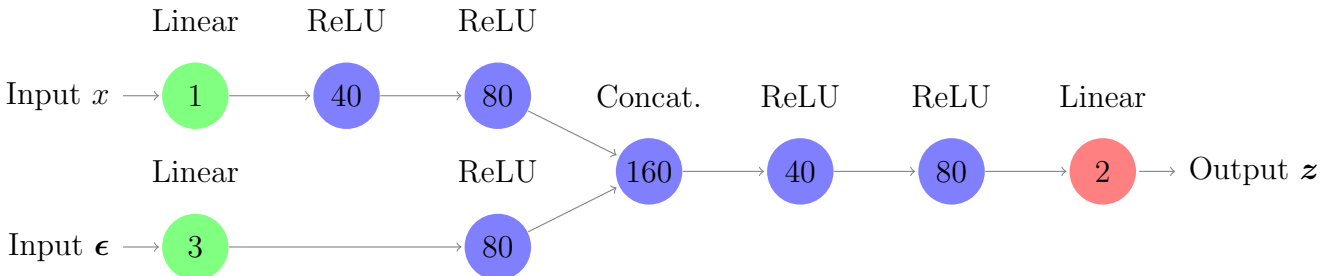 Linear ReLU ReLU
Input x 1 40 80
Concat. ReLU ReLU Linear
160 40 80 2 Output z
Linear ReLU
Input ϵ 3 80